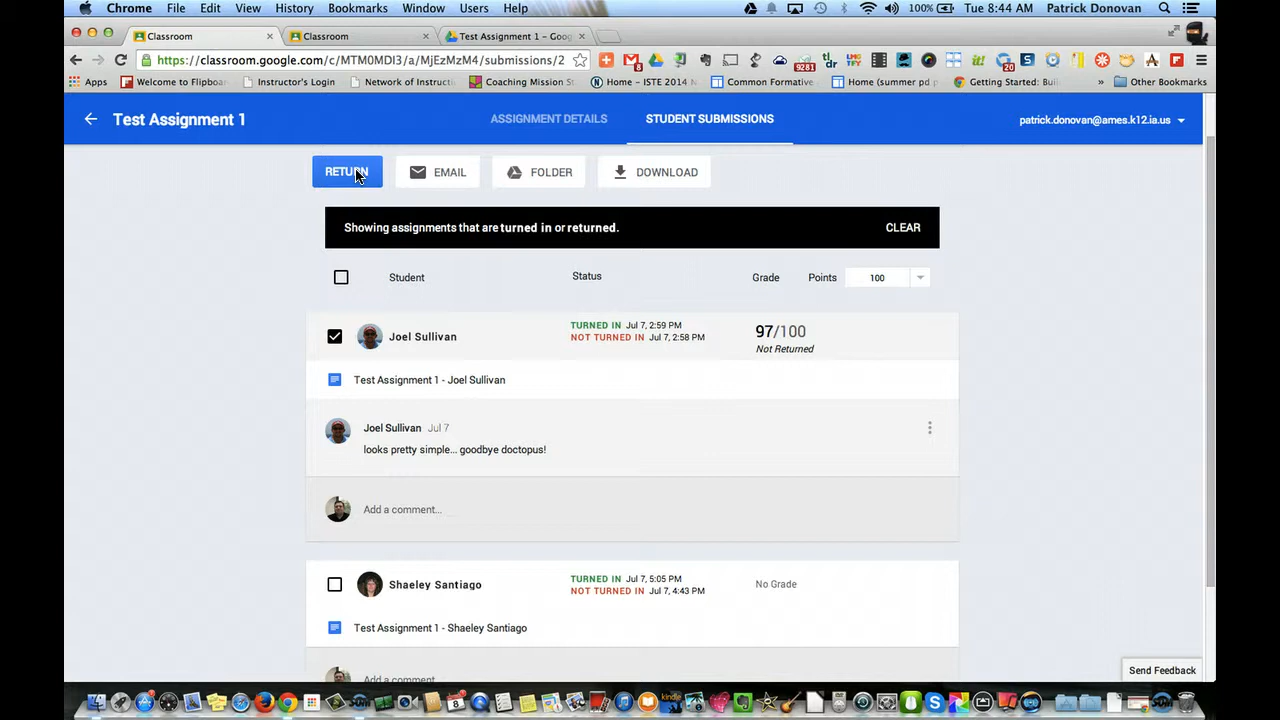 Chrome File Edit View History Bookmarks Window Users Help 100% Tue 8:44 AM Patrick Donovan
Classroom × Classroom × Test Assignment 1 – Goog ×
https://classroom.google.com/c/MTM0MDI3/a/MjEzMzM4/submissions/2 8 9281 20
Apps Welcome to Flipboa Instructor's Login Network of Instructi Coaching Mission St Home – ISTE 2014 N Common Formative Home (summer pd p Getting Started: Bui Other Bookmarks
Test Assignment 1 ASSIGNMENT DETAILS STUDENT SUBMISSIONS patrick.donovan@ames.k12.ia.us
RETURN EMAIL FOLDER DOWNLOAD
Showing assignments that are turned in or returned. CLEAR
Student Status Grade Points 100
Joel Sullivan TURNED IN Jul 7, 2:59 PM 97/100
NOT TURNED IN Jul 7, 2:58 PM Not Returned
Test Assignment 1 - Joel Sullivan
Joel Sullivan Jul 7
looks pretty simple... goodbye doctopus!
Add a comment...
Shaeley Santiago TURNED IN Jul 7, 5:05 PM No Grade
NOT TURNED IN Jul 7, 4:43 PM
Test Assignment 1 - Shaeley Santiago
Add a comment
Send Feedback